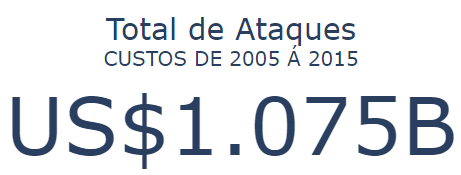 Total de Ataques
CUSTOS DE 2005 Á 2015
US$1.075B